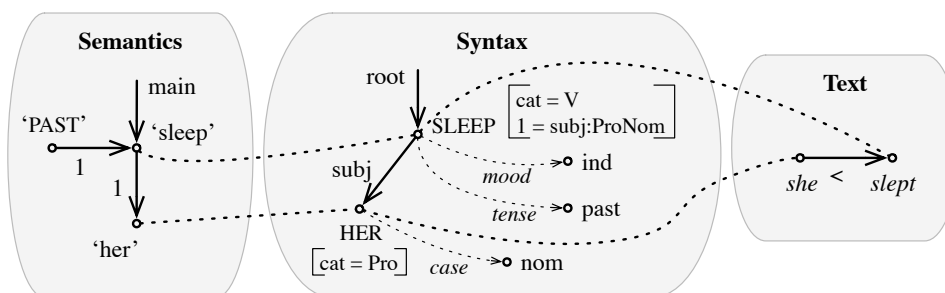 Semantics
main
‘PAST’
‘sleep’
1
1
‘her’
Syntax
root
SLEEP
cat = V
1 = subj:ProNom
subj
mood
ind
tense
past
HER
cat = Pro
case
nom
Text
she < slept